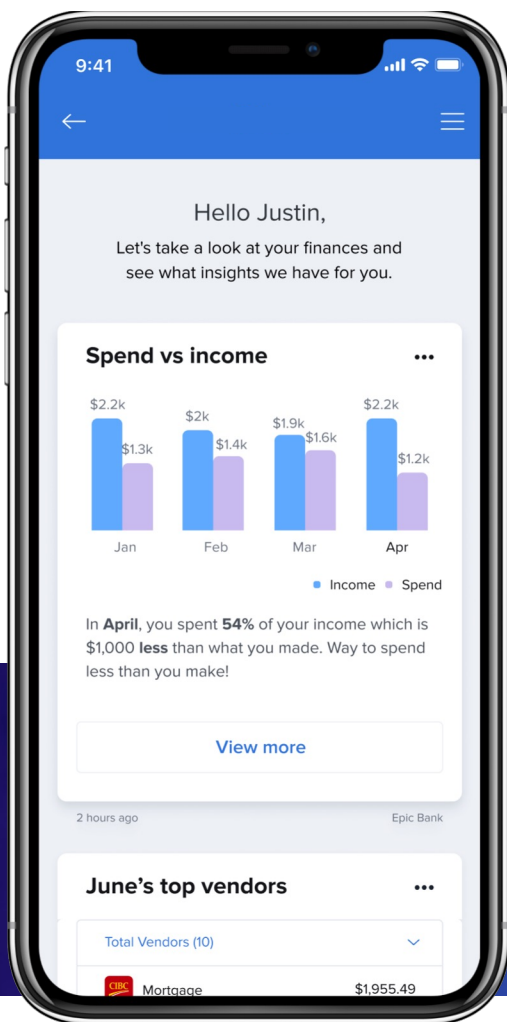 9:41
Hello Justin,
Let's take a look at your finances and
see what insights we have for you.
Spend vs income
$2.2k
$1.3k
$2k
$1.4k
$1.9k
$1.6k
$2.2k
$1.2k
Jan
Feb
Mar
Apr
Income
Spend
In April, you spent 54% of your income which is
$1,000 less than what you made. Way to spend
less than you make!
View more
2 hours ago
Epic Bank
June's top vendors
Total Vendors (10)
CIBC
Mortgage
$1,955.49